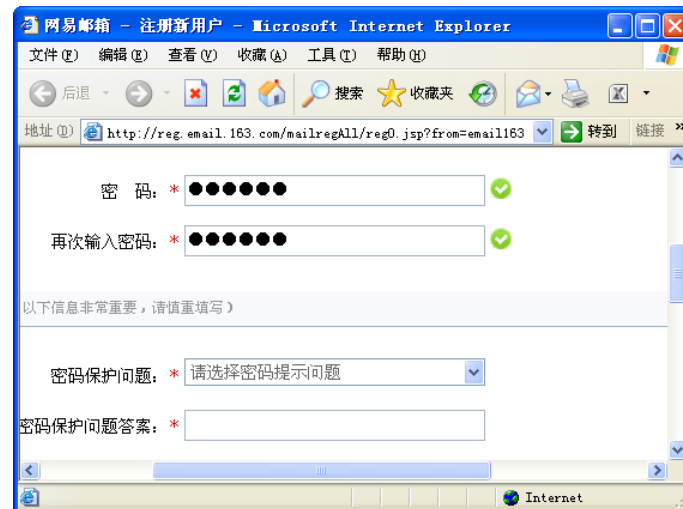 网易邮箱 - 注册新用户 - Microsoft Internet Explorer
文件(F) 编辑(E) 查看(V) 收藏(A) 工具(T) 帮助(H)
后退 搜索 收藏夹
地址(D) http://reg.email.163.com/mailregAll/reg0.jsp?from=email163 转到 链接 »
密 码：* ●●●●●●
再次输入密码：* ●●●●●●
以下信息非常重要，请慎重填写）
密码保护问题：* 请选择密码提示问题
密码保护问题答案：*
Internet